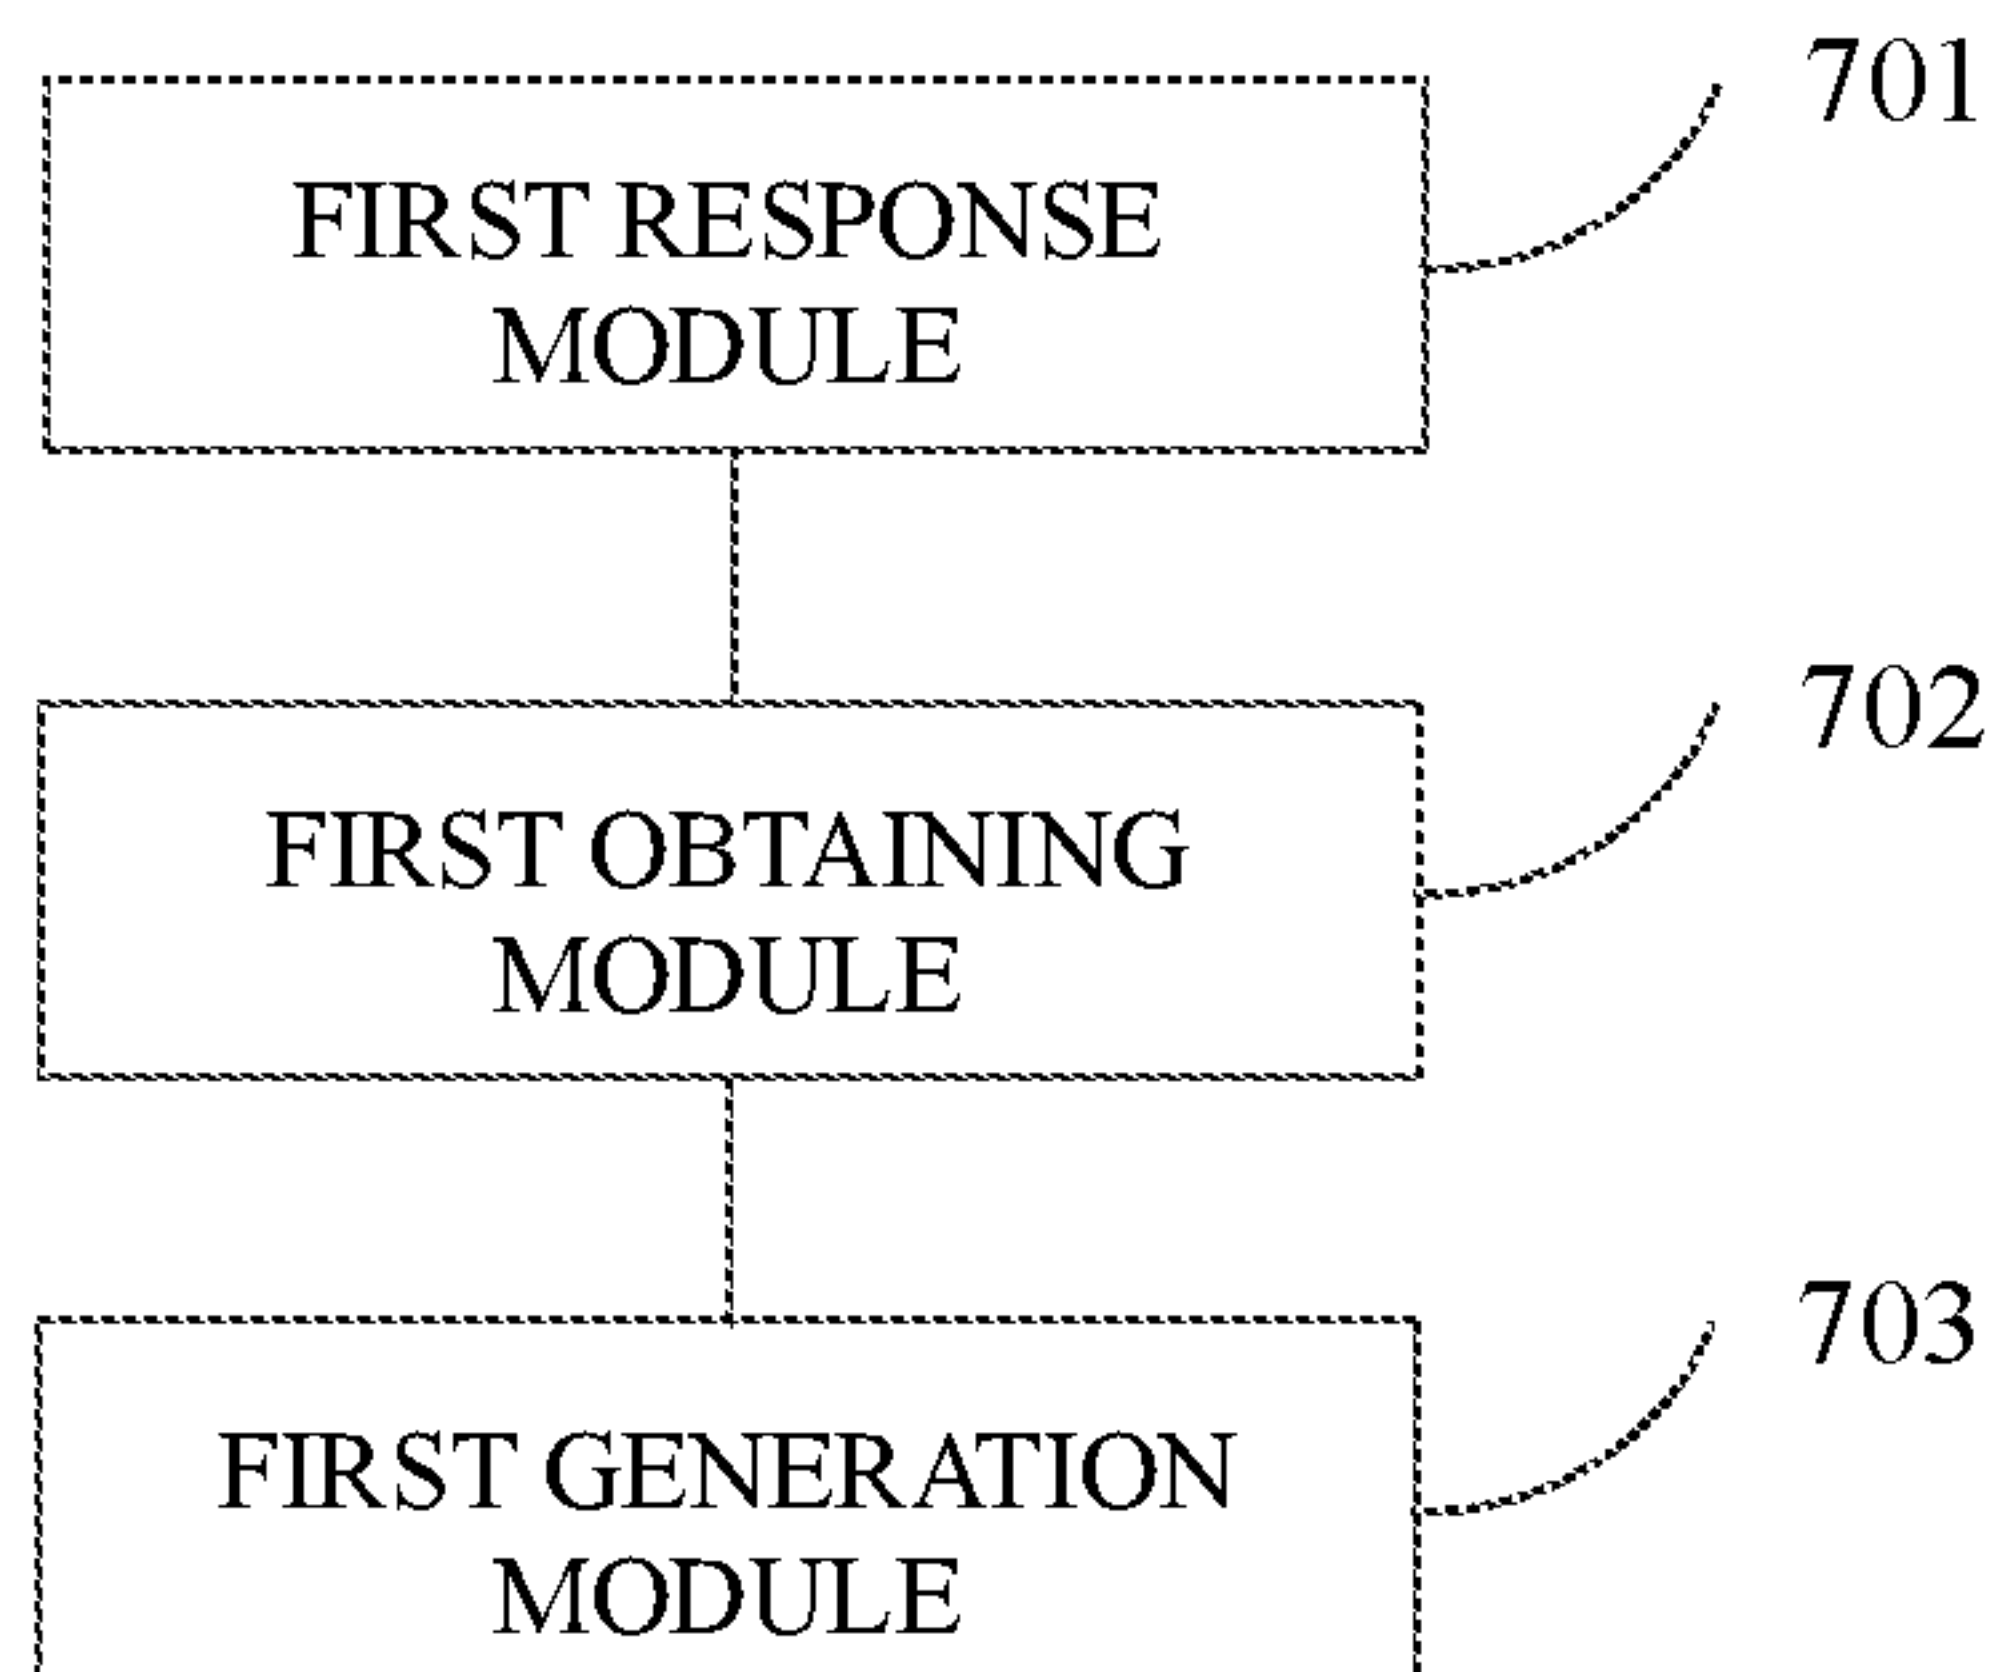 701
FIRST RESPONSE
MODULE
702
FIRST OBTAINING
MODULE
703
FIRST GENERATION
MODULE